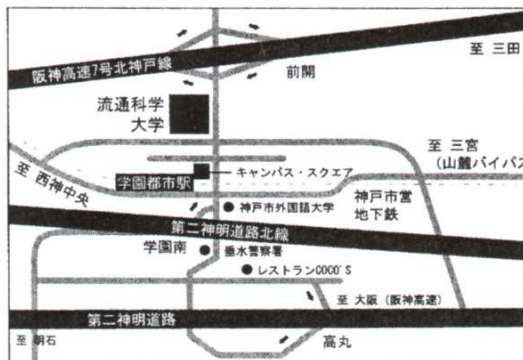 阪神高速7号北神戸線
至 三田
前開
流通科学
大学
至 三宮
(山麓バイパス
至 西神中央
キャンパス・スクエア
学園都市駅
神戸市営
地下鉄
神戸市外国語大学
第二神明道路北線
学園南
垂水警察署
レストランCOCO'S
至 大阪(阪神高速)
第二神明道路
至 明石
高丸